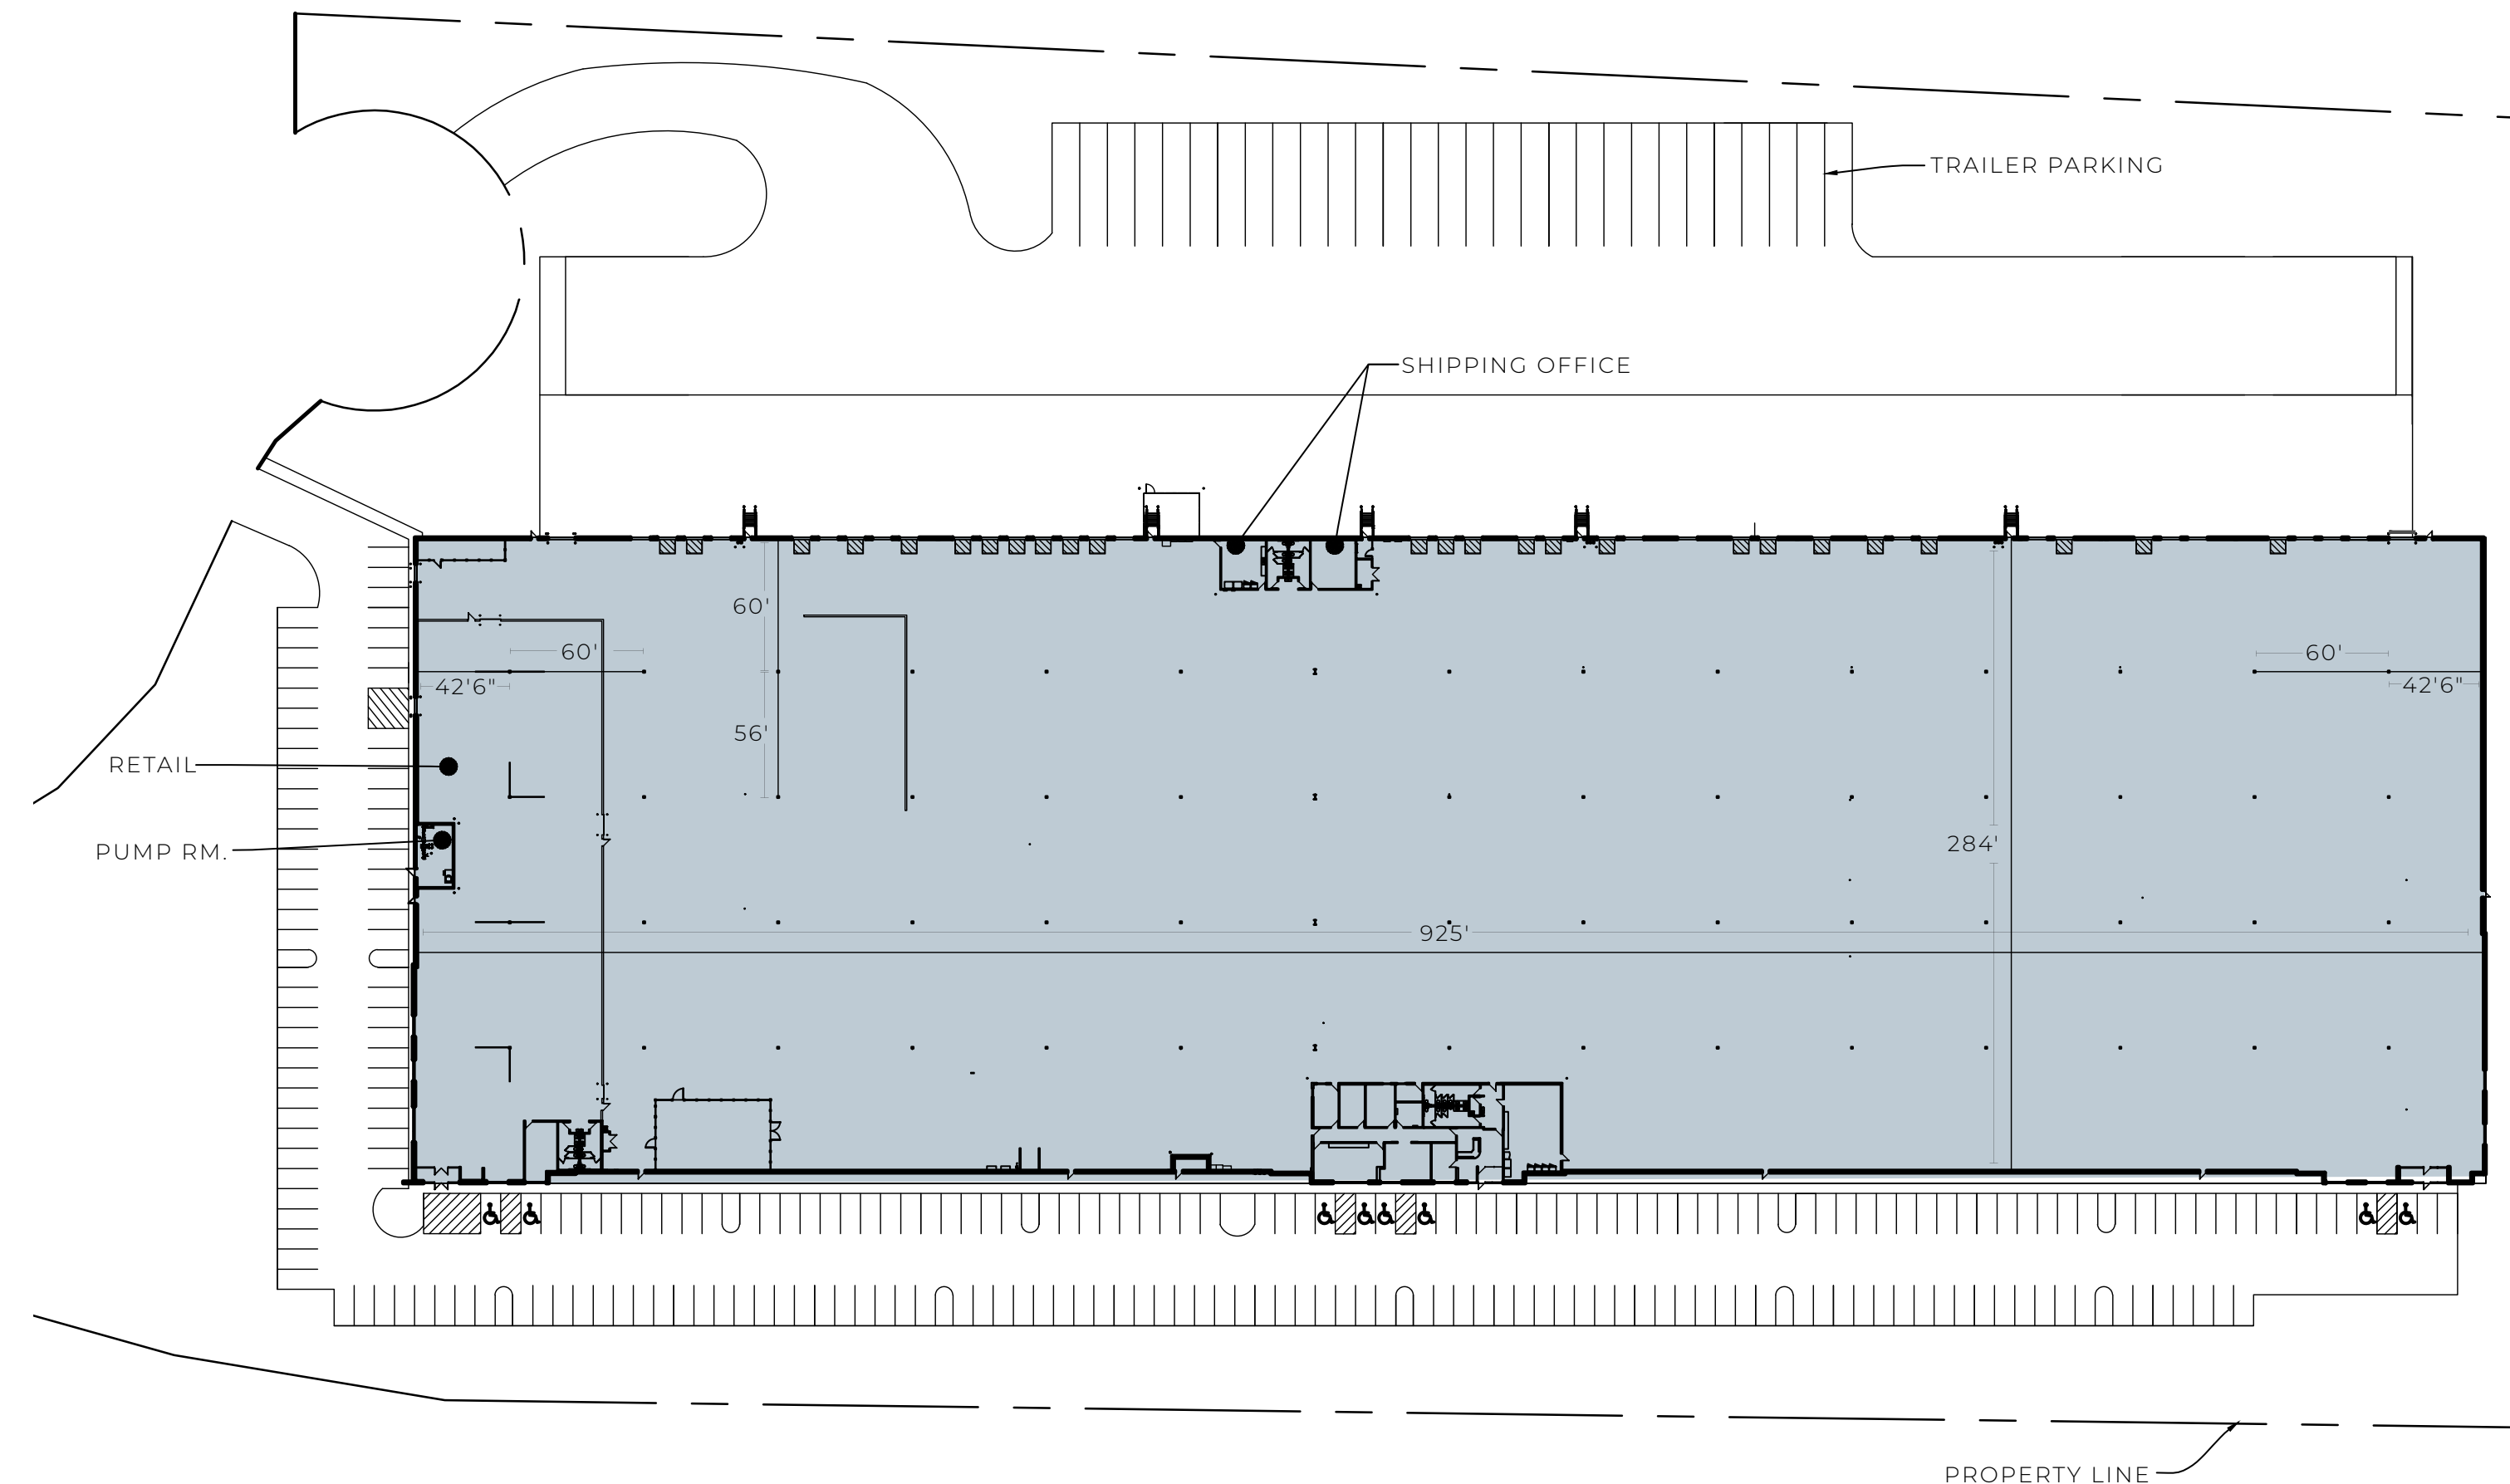 TRAILER PARKING
SHIPPING OFFICE
60'
60'
60'
42'6"
42'6"
56'
RETAIL
PUMP RM.
284'
925'
PROPERTY LINE